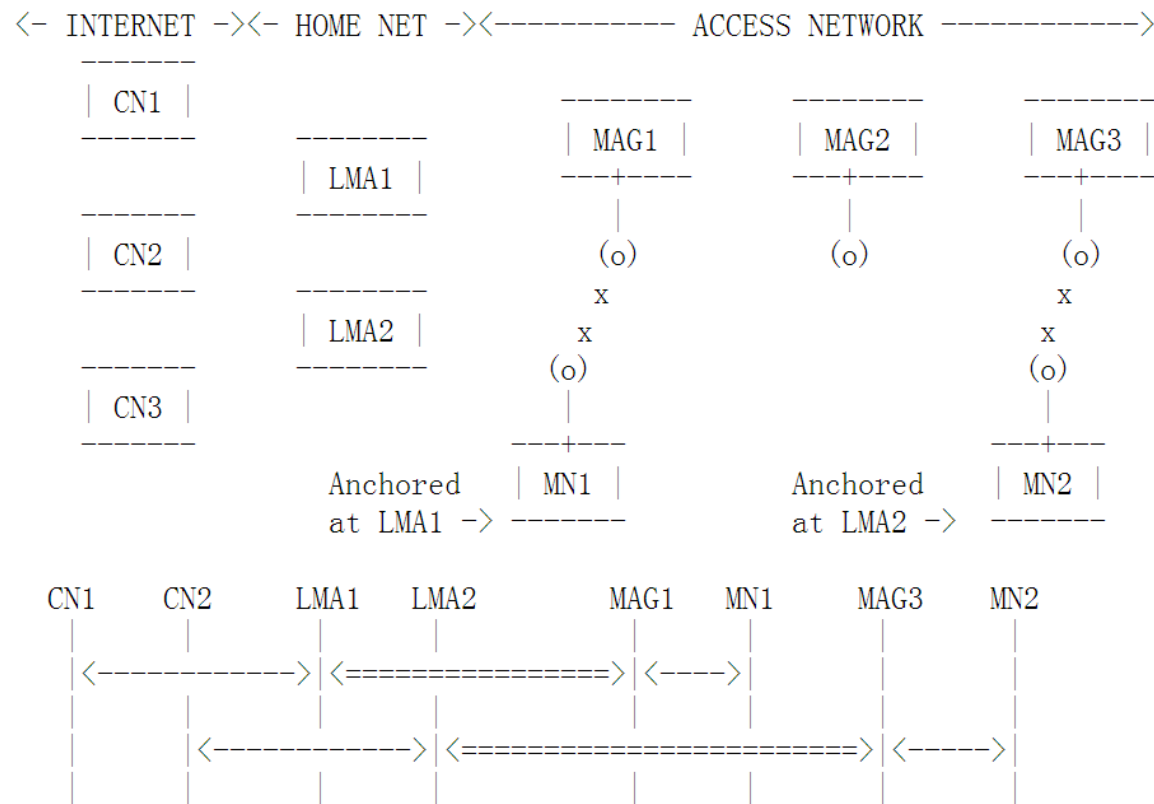 <- INTERNET -><- HOME NET -><----------- ACCESS NETWORK ------------>
    -------
    | CN1 |                      --------      --------      --------
    -------      --------        | MAG1 |      | MAG2 |      | MAG3 |
                 | LMA1 |        ---+----      ---+----      ---+----
    -------      --------           |             |             |
    | CN2 |                        (o)           (o)           (o)
    -------      --------          x                           x
                 | LMA2 |         x                           x
    -------      --------       (o)                          (o)
    | CN3 |                      |                            |
    -------                   ---+---                      ---+---
                   Anchored   | MN1 |          Anchored    | MN2 |
                   at LMA1 -> -------          at LMA2 ->  -------
  CN1    CN2     LMA1  LMA2        MAG1   MN1     MAG3    MN2
   |      |       |      |           |      |       |       |
   |<------------>|<================>|<---->|       |       |
   |      |       |      |           |      |       |       |
   |      |<------------>|<========================>|<----->|
   |      |       |      |           |      |       |       |